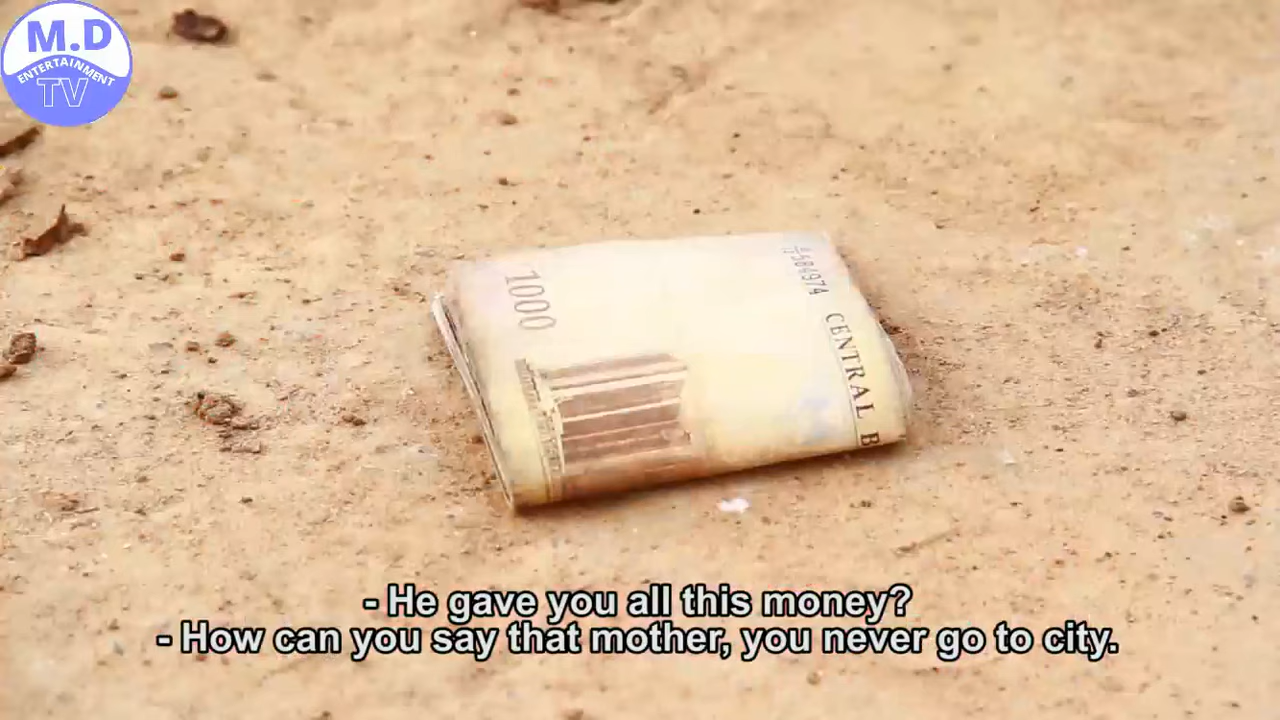 M.D
ENTERTAINMENT
TV
1000
CENTRAL B
- He gave you all this money?
- How can you say that mother, you never go to city.